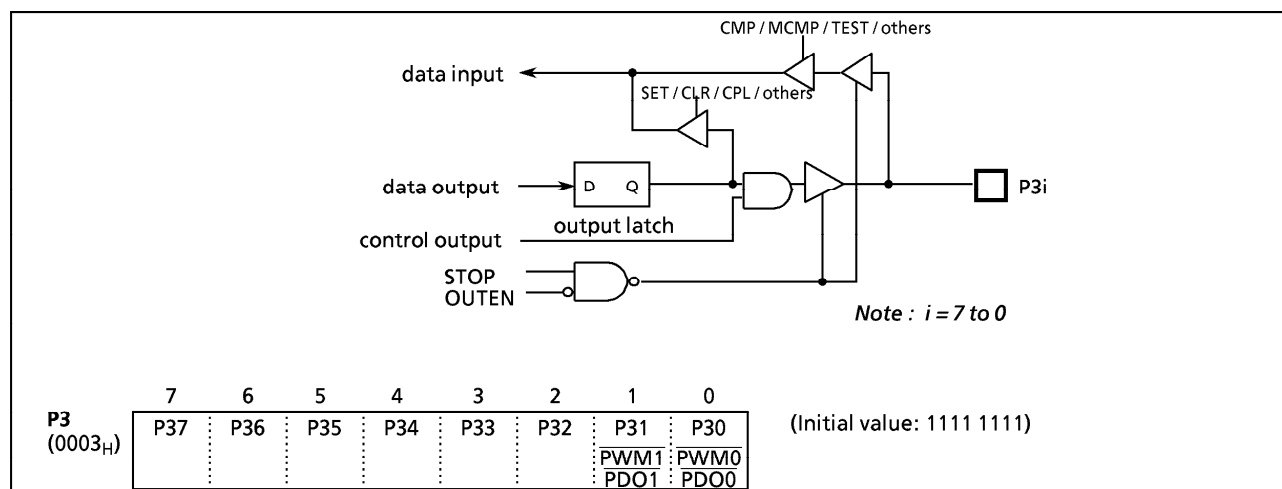 CMP / MCMP / TEST / others
data input
SET / CLR / CPL / others
data output
D Q
P3i
output latch
control output
STOP
OUTEN
Note : i = 7 to 0
7 6 5 4 3 2 1 0
P3 P37 P36 P35 P34 P33 P32 P31 P30 (Initial value: 1111 1111)
(0003H) PWM1 PWM0
PDO1 PDO0